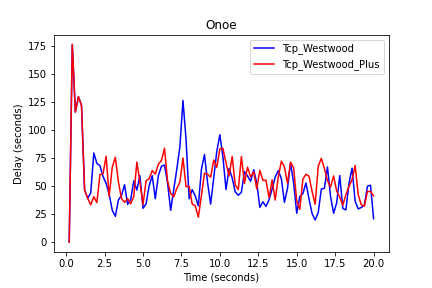 Onoe
Tcp_Westwood
Tcp_Westwood_Plus
Delay (seconds)
175
150
125
100
75
50
25
0
0.0 2.5 5.0 7.5 10.0 12.5 15.0 17.5 20.0
Time (seconds)